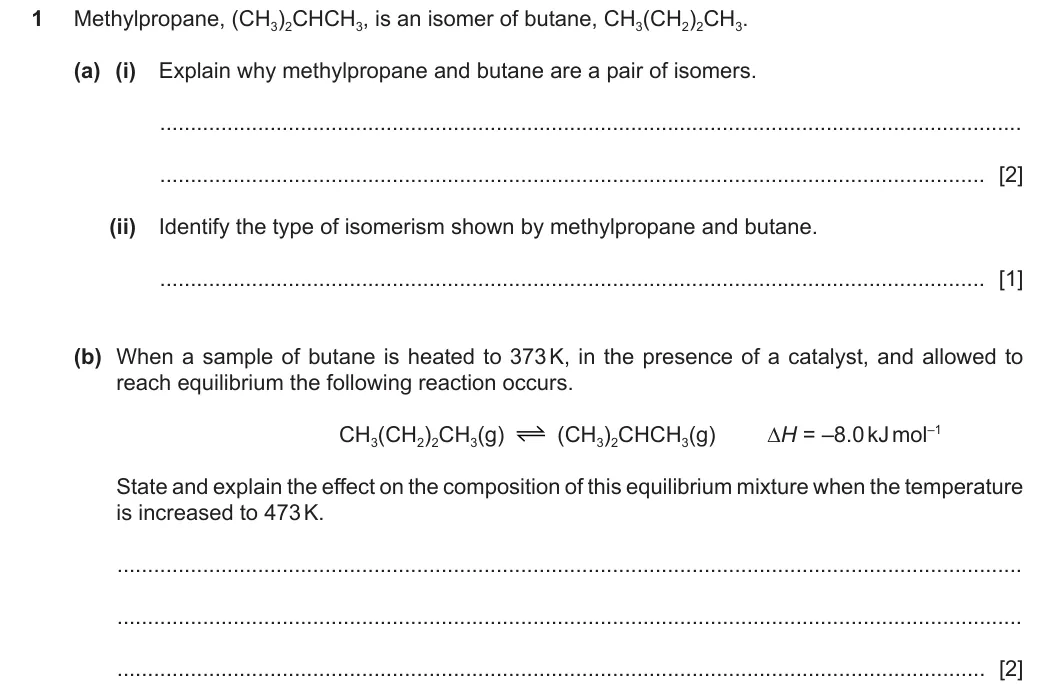 1 Methylpropane, (CH₃)₂CHCH₃, is an isomer of butane, CH₃(CH₂)₂CH₃.
(a) (i) Explain why methylpropane and butane are a pair of isomers.
..........................................................................................
.......................................................................................... [2]
(ii) Identify the type of isomerism shown by methylpropane and butane.
.......................................................................................... [1]
(b) When a sample of butane is heated to 373 K, in the presence of a catalyst, and allowed to
reach equilibrium the following reaction occurs.
CH₃(CH₂)₂CH₃(g) ⇌ (CH₃)₂CHCH₃(g) ΔH = –8.0 kJ mol⁻¹
State and explain the effect on the composition of this equilibrium mixture when the temperature
is increased to 473 K.
..........................................................................................
..........................................................................................
.......................................................................................... [2]